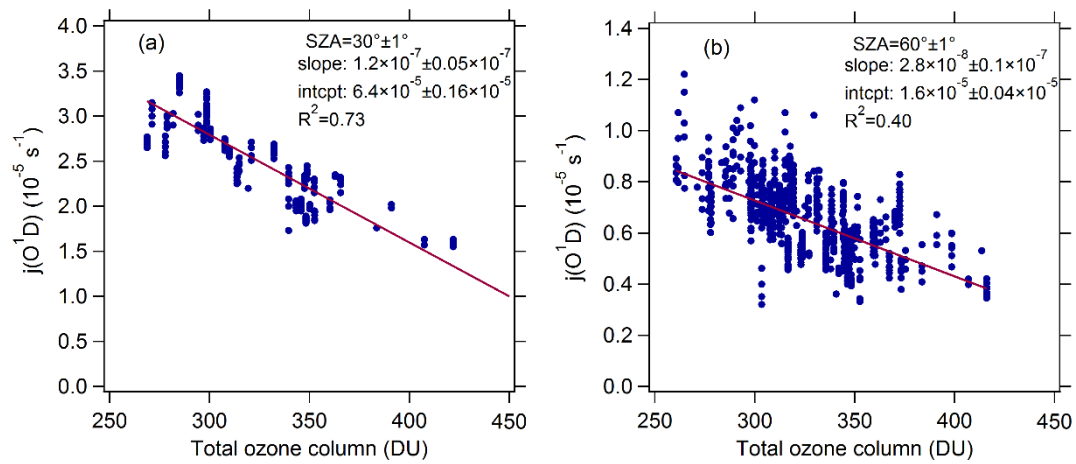 (a)
SZA=30°±1°
slope: 1.2×10⁻⁷±0.05×10⁻⁷
intcpt: 6.4×10⁻⁵±0.16×10⁻⁵
R²=0.73
j(O¹D) (10⁻⁵ s⁻¹)
4.0
3.5
3.0
2.5
2.0
1.5
1.0
0.5
0.0
250 300 350 400 450
Total ozone column (DU)
(b)
SZA=60°±1°
slope: 2.8×10⁻⁸±0.1×10⁻⁷
intcpt: 1.6×10⁻⁵±0.04×10⁻⁵
R²=0.40
j(O¹D) (10⁻⁵ s⁻¹)
1.4
1.2
1.0
0.8
0.6
0.4
0.2
0.0
250 300 350 400 450
Total ozone column (DU)